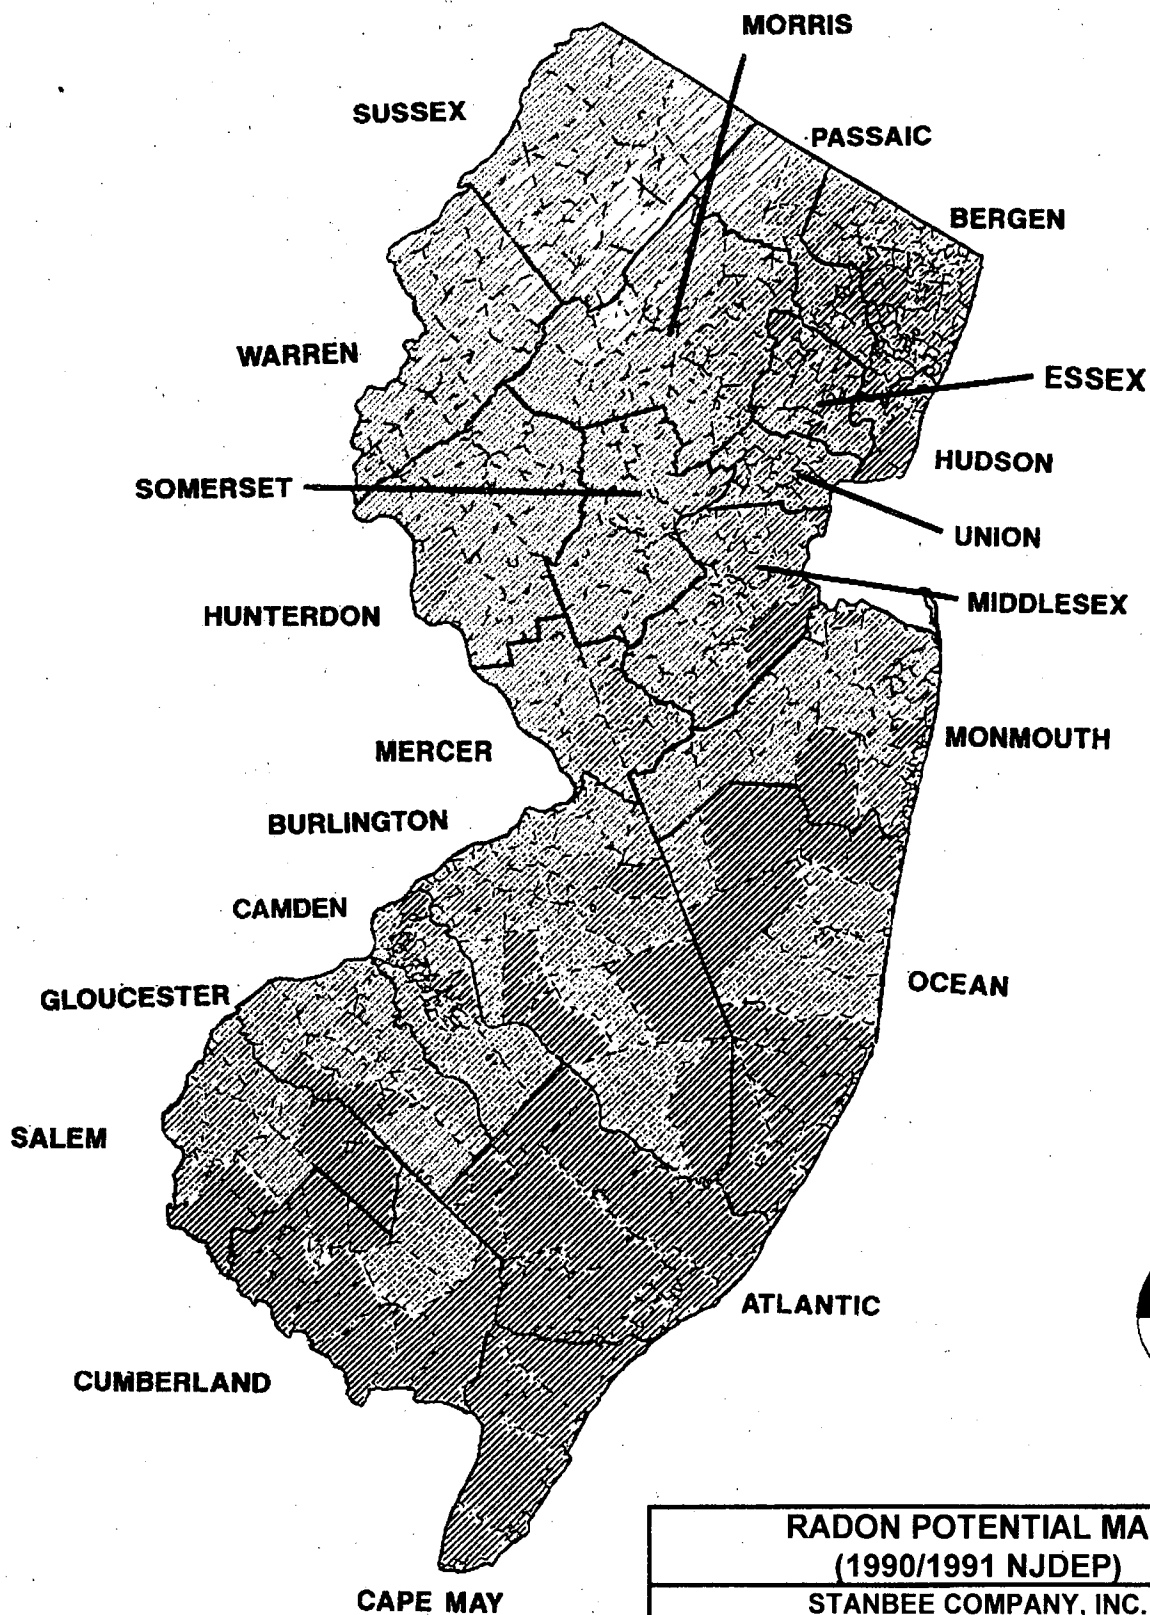 MORRIS
SUSSEX
PASSAIC
BERGEN
WARREN
ESSEX
HUDSON
SOMERSET
UNION
MIDDLESEX
HUNTERDON
MONMOUTH
MERCER
BURLINGTON
CAMDEN
OCEAN
GLOUCESTER
SALEM
ATLANTIC
CUMBERLAND
CAPE MAY
RADON POTENTIAL MA
(1990/1991 NJDEP)
STANBEE COMPANY, INC.